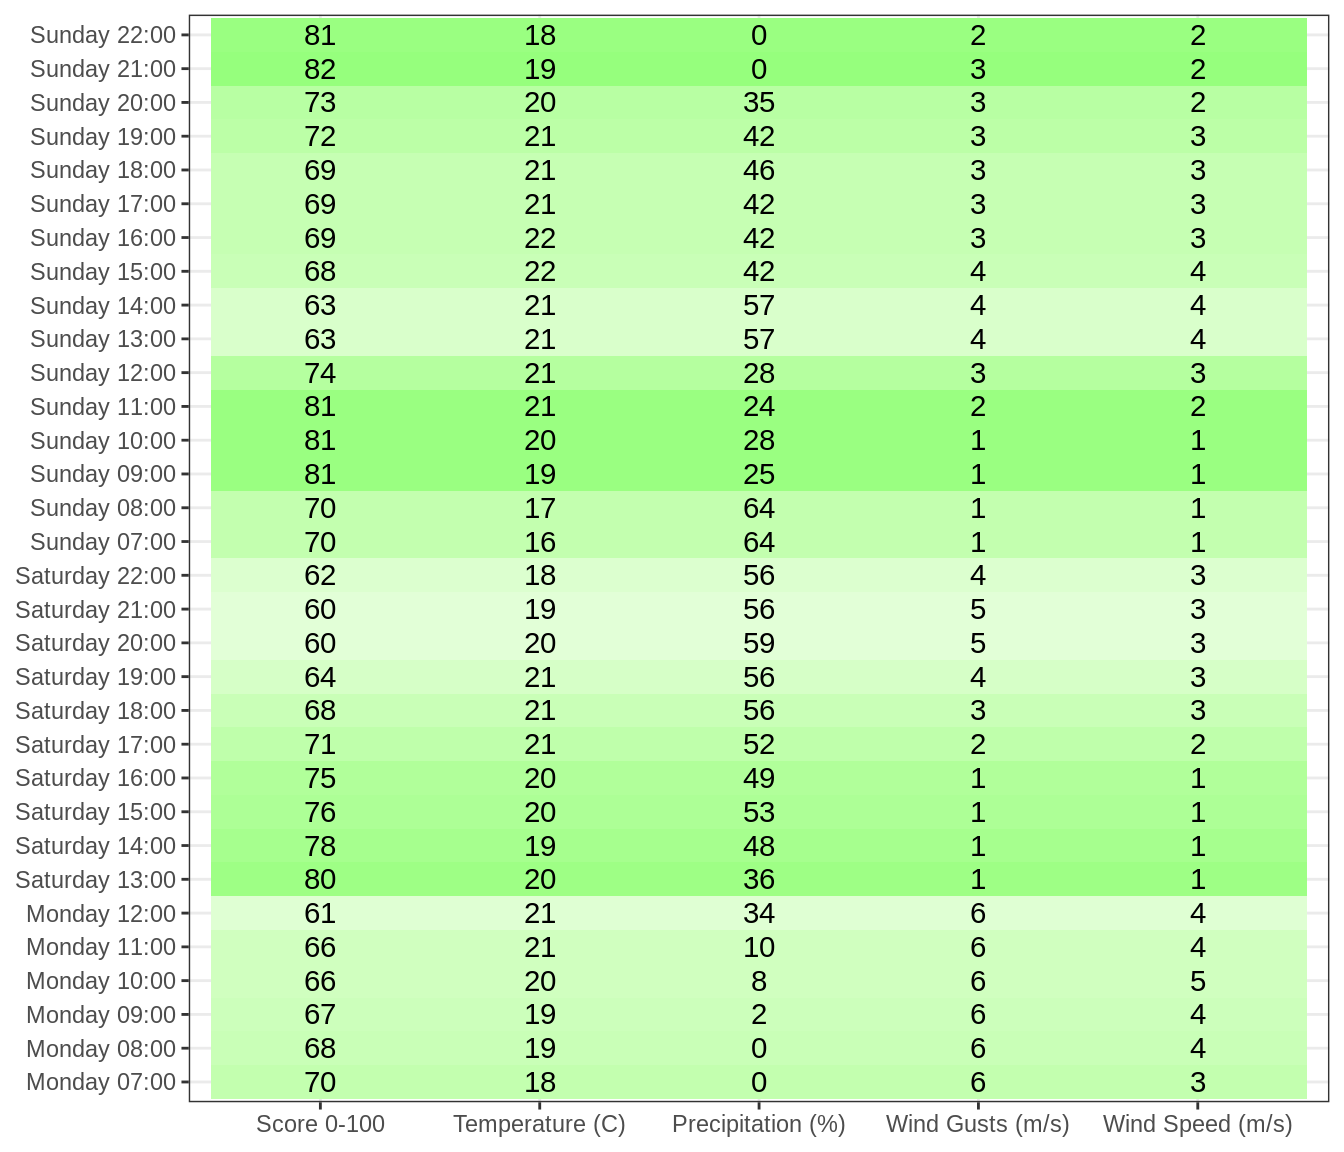 Sunday 22:00 81 18 0 2 2
Sunday 21:00 82 19 0 3 2
Sunday 20:00 73 20 35 3 2
Sunday 19:00 72 21 42 3 3
Sunday 18:00 69 21 46 3 3
Sunday 17:00 69 21 42 3 3
Sunday 16:00 69 22 42 3 3
Sunday 15:00 68 22 42 4 4
Sunday 14:00 63 21 57 4 4
Sunday 13:00 63 21 57 4 4
Sunday 12:00 74 21 28 3 3
Sunday 11:00 81 21 24 2 2
Sunday 10:00 81 20 28 1 1
Sunday 09:00 81 19 25 1 1
Sunday 08:00 70 17 64 1 1
Sunday 07:00 70 16 64 1 1
Saturday 22:00 62 18 56 4 3
Saturday 21:00 60 19 56 5 3
Saturday 20:00 60 20 59 5 3
Saturday 19:00 64 21 56 4 3
Saturday 18:00 68 21 56 3 3
Saturday 17:00 71 21 52 2 2
Saturday 16:00 75 20 49 1 1
Saturday 15:00 76 20 53 1 1
Saturday 14:00 78 19 48 1 1
Saturday 13:00 80 20 36 1 1
Monday 12:00 61 21 34 6 4
Monday 11:00 66 21 10 6 4
Monday 10:00 66 20 8 6 5
Monday 09:00 67 19 2 6 4
Monday 08:00 68 19 0 6 4
Monday 07:00 70 18 0 6 3
Score 0-100 Temperature (C) Precipitation (%) Wind Gusts (m/s) Wind Speed (m/s)